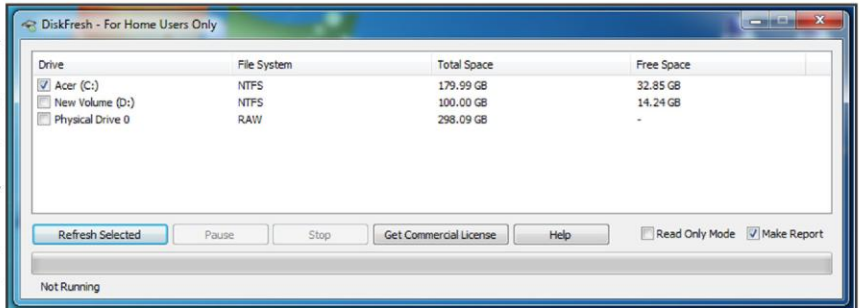 DiskFresh - For Home Users Only
Drive File System Total Space Free Space
Acer (C:) NTFS 179.99 GB 32.85 GB
New Volume (D:) NTFS 100.00 GB 14.24 GB
Physical Drive 0 RAW 298.09 GB -
Refresh Selected Pause Stop Get Commercial License Help Read Only Mode Make Report
Not Running